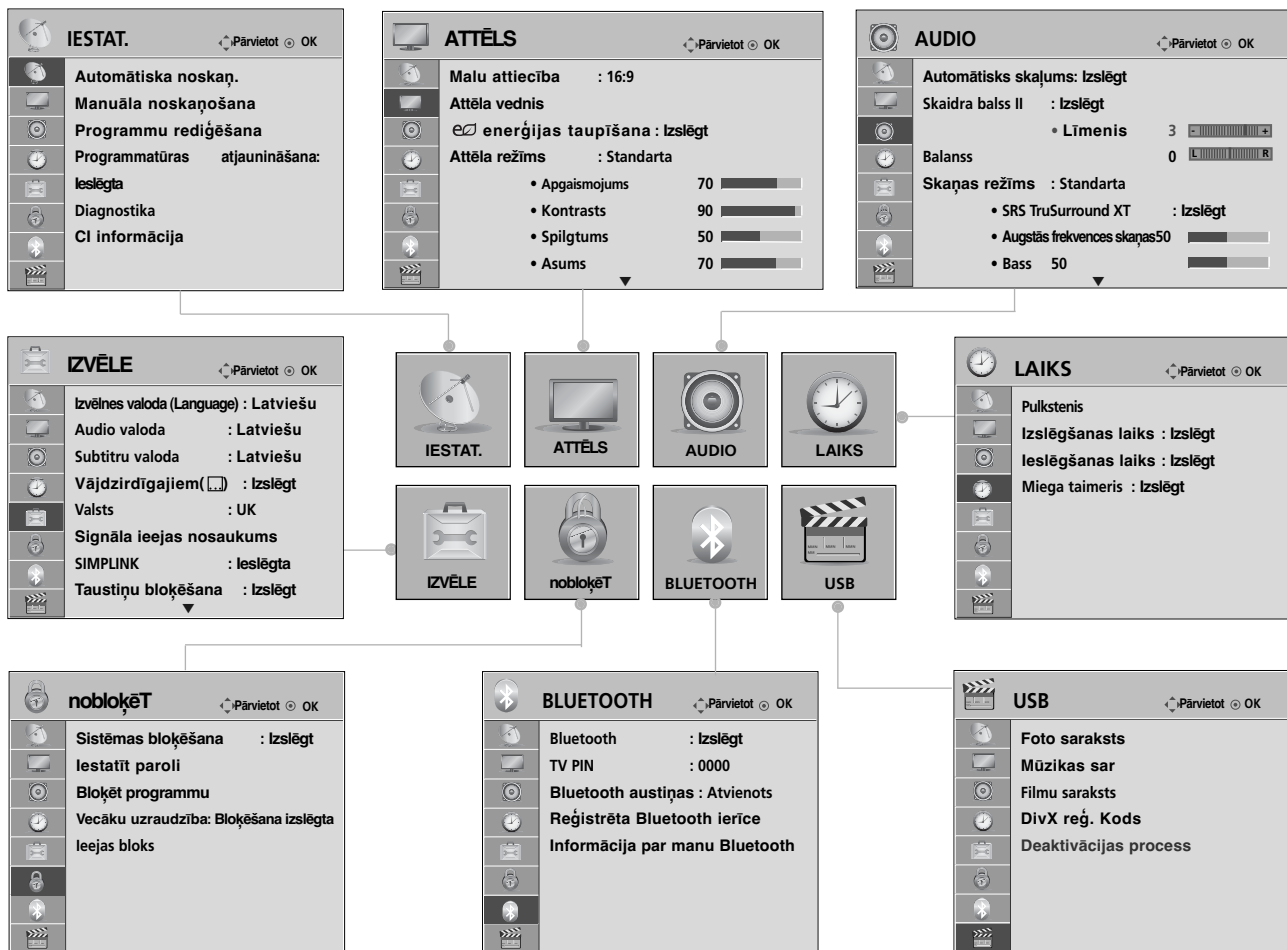 IESTAT.
Pārvietot OK
Automātiska noskaņ.
Manuāla noskaņošana
Programmu rediģēšana
Programmatūras atjaunināšana:
Ieslēgta
Diagnostika
CI informācija
ATTĒLS
Pārvietot OK
Malu attiecība : 16:9
Attēla vednis
enerģijas taupīšana : Izslēgt
Attēla režīms : Standarta
• Apgaismojums 70
• Kontrasts 90
• Spilgtums 50
• Asums 70
AUDIO
Pārvietot OK
Automātisks skaļums: Izslēgt
Skaidra balss II : Izslēgt
• Līmenis 3 - +
Balanss 0 L R
Skaņas režīms : Standarta
• SRS TruSurround XT : Izslēgt
• Augstās frekvences skaņas50
• Bass 50
IZVĒLE
Pārvietot OK
Izvēlnes valoda (Language) : Latviešu
Audio valoda : Latviešu
Subtitru valoda : Latviešu
Vājdzirdīgajiem( ) : Izslēgt
Valsts : UK
Signāla ieejas nosaukums
SIMPLINK : Ieslēgta
Taustiņu bloķēšana : Izslēgt
IESTAT.
ATTĒLS
AUDIO
LAIKS
IZVĒLE
nobloķēT
BLUETOOTH
USB
LAIKS
Pārvietot OK
Pulkstenis
Izslēgšanas laiks : Izslēgt
Ieslēgšanas laiks : Izslēgt
Miega taimeris : Izslēgt
nobloķēT
Pārvietot OK
Sistēmas bloķēšana : Izslēgt
Iestatīt paroli
Bloķēt programmu
Vecāku uzraudzība: Bloķēšana izslēgta
Ieejas bloks
BLUETOOTH
Pārvietot OK
Bluetooth : Izslēgt
TV PIN : 0000
Bluetooth austiņas : Atvienots
Reģistrēta Bluetooth ierīce
Informācija par manu Bluetooth
USB
Pārvietot OK
Foto saraksts
Mūzikas sar
Filmu saraksts
DivX reģ. Kods
Deaktivācijas process